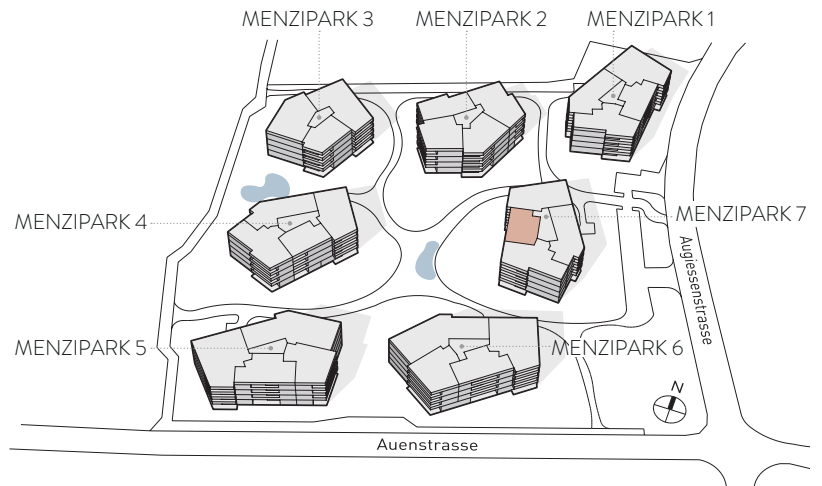 MENZIPARK 3
MENZIPARK 2
MENZIPARK 1
MENZIPARK 4
MENZIPARK 7
Augiessenstrasse
MENZIPARK 5
MENZIPARK 6
N
Auenstrasse